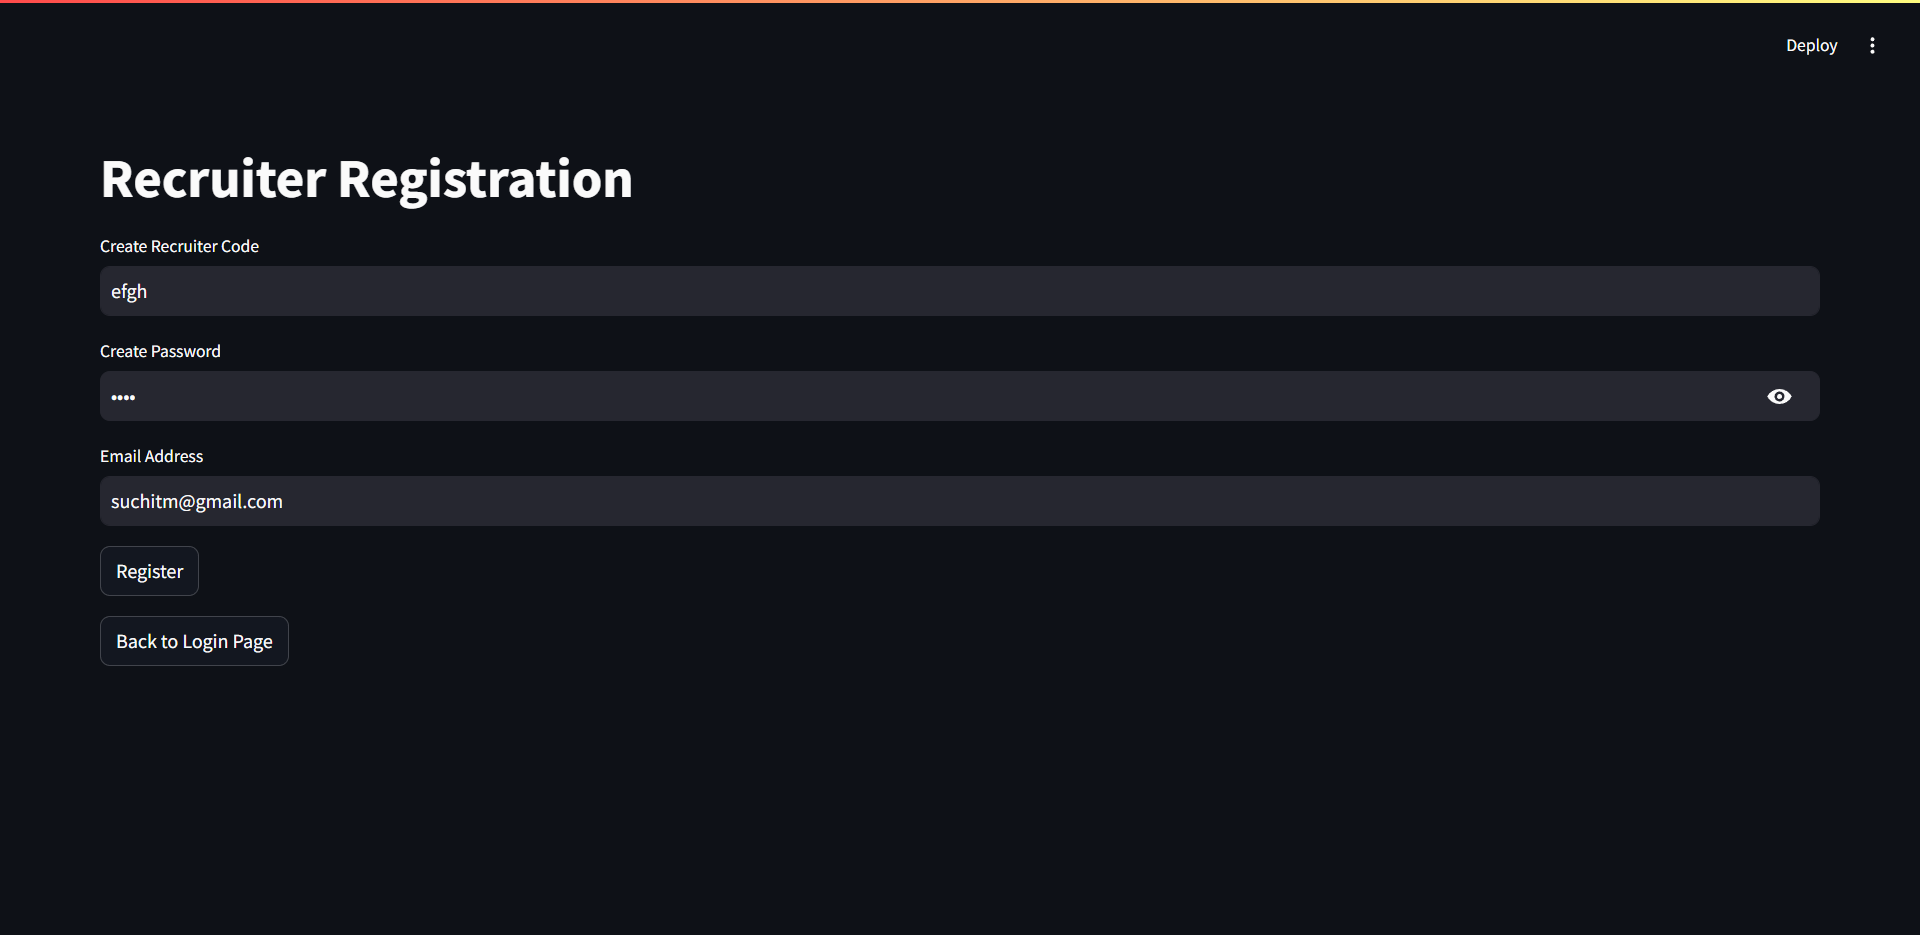 Deploy
Recruiter Registration
Create Recruiter Code
efgh
Create Password
••••
Email Address
suchitm@gmail.com
Register
Back to Login Page